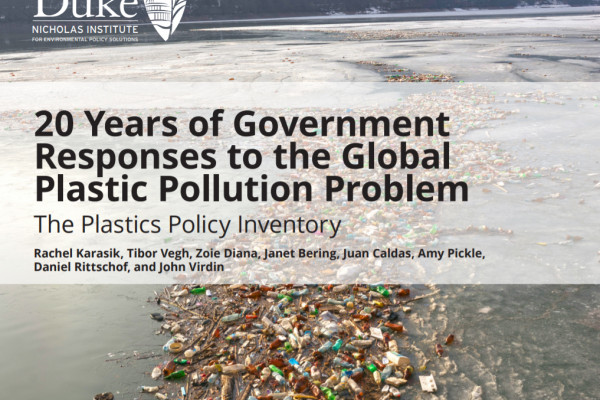 Duke
NICHOLAS INSTITUTE
FOR ENVIRONMENTAL POLICY SOLUTIONS
20 Years of Government
Responses to the Global
Plastic Pollution Problem
The Plastics Policy Inventory
Rachel Karasik, Tibor Vegh, Zoie Diana, Janet Bering, Juan Caldas, Amy Pickle,
Daniel Rittschof, and John Virdin